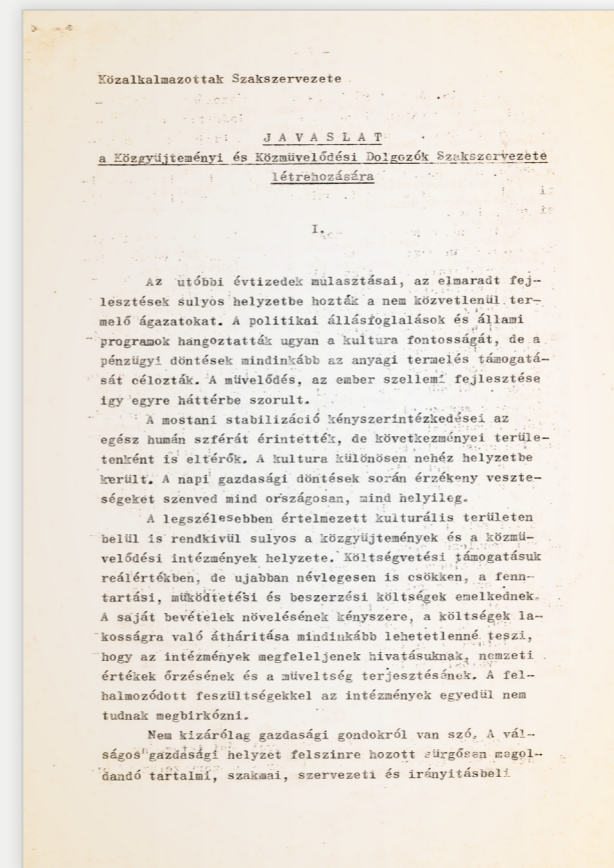 Közalkalmazottak Szakszervezete
J A V A S L A T
a Közgyüjteményi és Közmüvelődési Dolgozók Szakszervezete
létrehozására
I.
Az utóbbi évtizedek mulasztásai, az elmaradt fej-
lesztések sulyos helyzetbe hozták a nem közvetlenül ter-
melő ágazatokat. A politikai állásfoglalások és állami
programok hangoztatták ugyan a kultura fontosságát, de a
pénzügyi döntések mindinkább az anyagi termelés támogatá-
sát célozták. A müvelődés, az ember szellemi fejlesztése
igy egyre háttérbe szorult.
A mostani stabilizáció kényszerintézkedései az
egész humán szférát érintették, de következményei terüle-
tenként is eltérők. A kultura különösen nehéz helyzetbe
került. A napi gazdasági döntések során érzékeny veszte-
ségeket szenved mind országosan, mind helyileg.
A legszélesebben értelmezett kulturális területen
belül is rendkivül sulyos a közgyüjtemények és a közmü-
velődési intézmények helyzete. Költségvetési támogatásuk
reálértékben, de ujabban névlegesen is csökken, a fenn-
tartási, müködtetési és beszerzési költségek emelkednek.
A saját bevételek növelésének kényszere, a költségek la-
kosságra való átháritása mindinkább lehetetlenné teszi,
hogy az intézmények megfeleljenek hivatásuknak, nemzeti
értékek őrzésének és a müveltség terjesztésének. A fel-
halmozódott feszültségekkel az intézmények egyedül nem
tudnak megbirkózni.
Nem kizárólag gazdasági gondokról van szó. A vál-
ságos gazdasági helyzet felszinre hozott sürgősen megol-
dandó tartalmi, szakmai, szervezeti és irányitásbeli